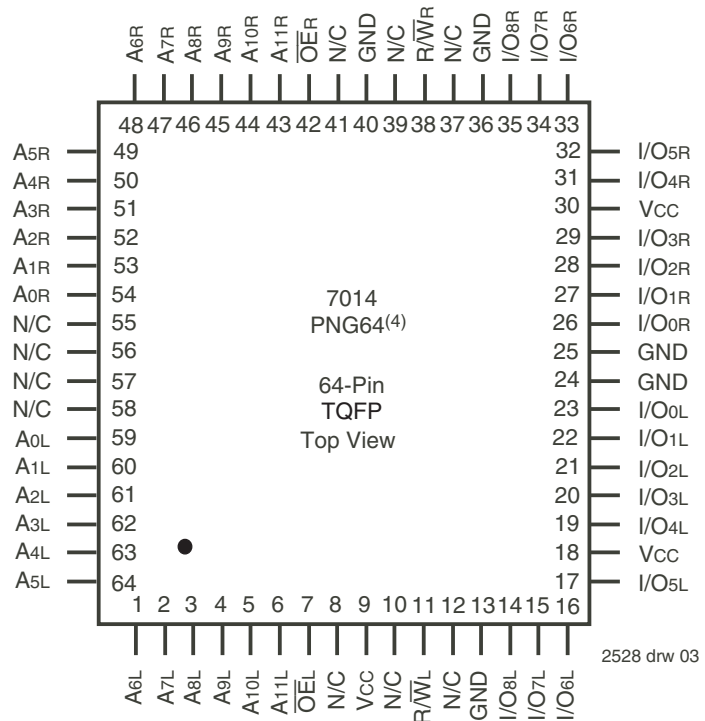 A6R A7R A8R A9R A10R A11R O̅E̅R N/C GND N/C R/W̅R N/C GND I/O8R I/O7R I/O6R
48 47 46 45 44 43 42 41 40 39 38 37 36 35 34 33
A5R 49 32 I/O5R
A4R 50 31 I/O4R
A3R 51 30 VCC
A2R 52 29 I/O3R
A1R 53 28 I/O2R
A0R 54 7014 27 I/O1R
N/C 55 PNG64(4) 26 I/O0R
N/C 56 25 GND
N/C 57 64-Pin 24 GND
N/C 58 TQFP 23 I/O0L
A0L 59 Top View 22 I/O1L
A1L 60 21 I/O2L
A2L 61 20 I/O3L
A3L 62 19 I/O4L
A4L 63 18 VCC
A5L 64 17 I/O5L
1 2 3 4 5 6 7 8 9 10 11 12 13 14 15 16
A6L A7L A8L A9L A10L A11L O̅E̅L N/C VCC N/C R/W̅L N/C GND I/O8L I/O7L I/O6L
2528 drw 03